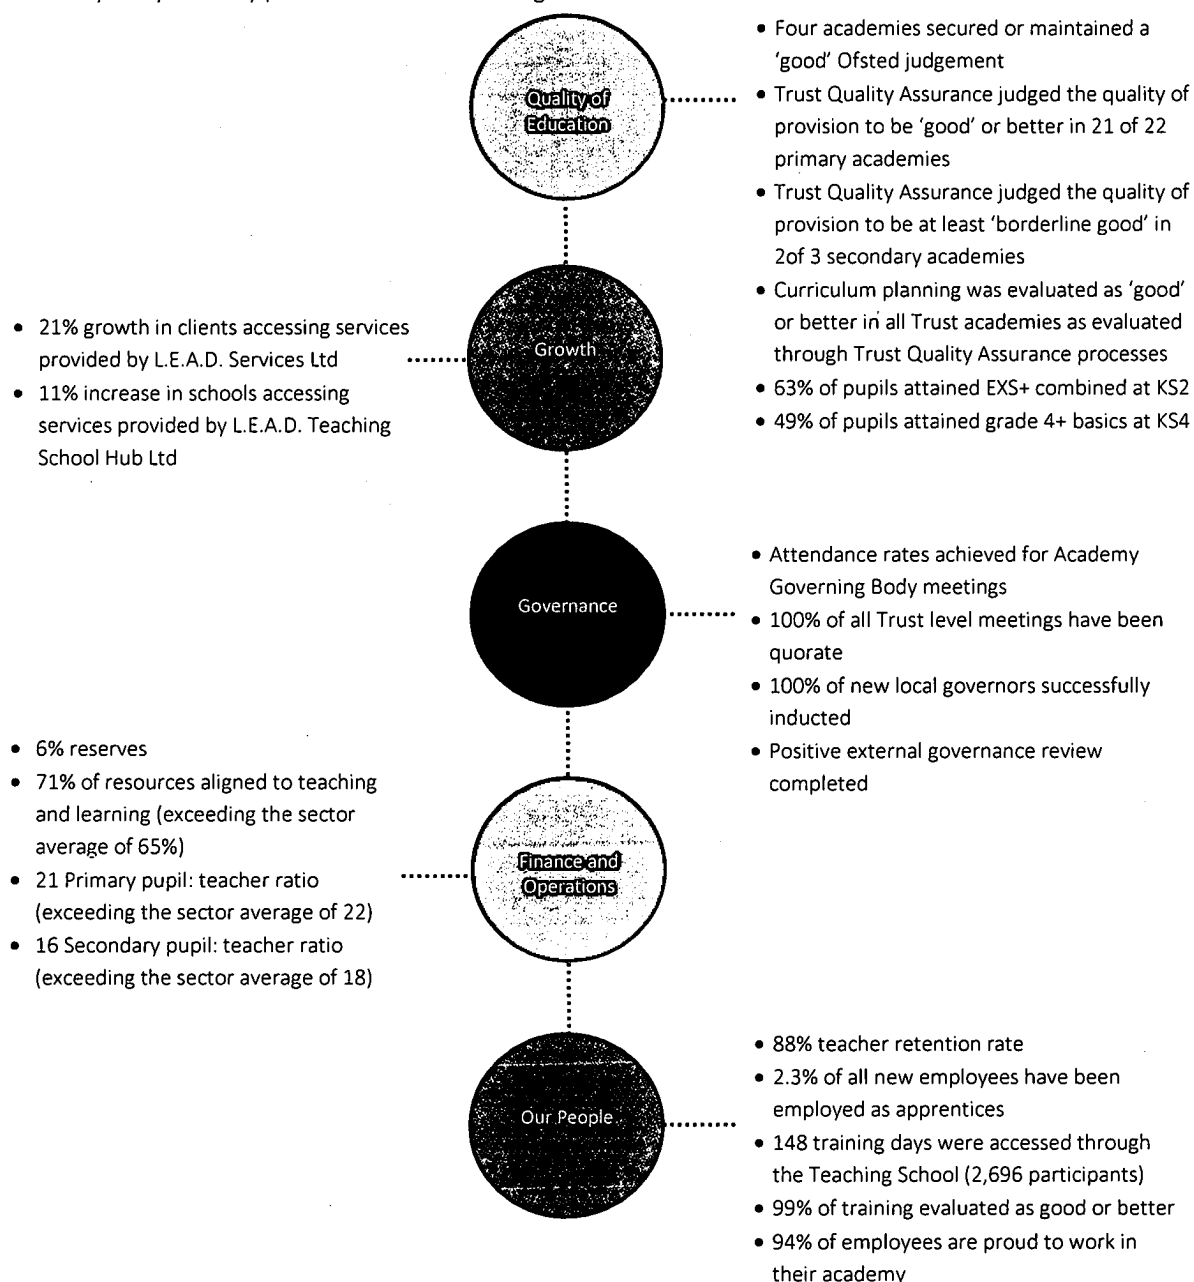 Quality of
Education
• Four academies secured or maintained a
'good' Ofsted judgement
• Trust Quality Assurance judged the quality of
provision to be 'good' or better in 21 of 22
primary academies
• Trust Quality Assurance judged the quality of
provision to be at least 'borderline good' in
2of 3 secondary academies
• Curriculum planning was evaluated as 'good'
or better in all Trust academies as evaluated
through Trust Quality Assurance processes
• 63% of pupils attained EXS+ combined at KS2
• 49% of pupils attained grade 4+ basics at KS4
• 21% growth in clients accessing services
provided by L.E.A.D. Services Ltd
• 11% increase in schools accessing
services provided by L.E.A.D. Teaching
School Hub Ltd
Growth
Governance
• Attendance rates achieved for Academy
Governing Body meetings
• 100% of all Trust level meetings have been
quorate
• 100% of new local governors successfully
inducted
• Positive external governance review
completed
• 6% reserves
• 71% of resources aligned to teaching
and learning (exceeding the sector
average of 65%)
• 21 Primary pupil: teacher ratio
(exceeding the sector average of 22)
• 16 Secondary pupil: teacher ratio
(exceeding the sector average of 18)
Finance and
Operations
Our People
• 88% teacher retention rate
• 2.3% of all new employees have been
employed as apprentices
• 148 training days were accessed through
the Teaching School (2,696 participants)
• 99% of training evaluated as good or better
• 94% of employees are proud to work in
their academy